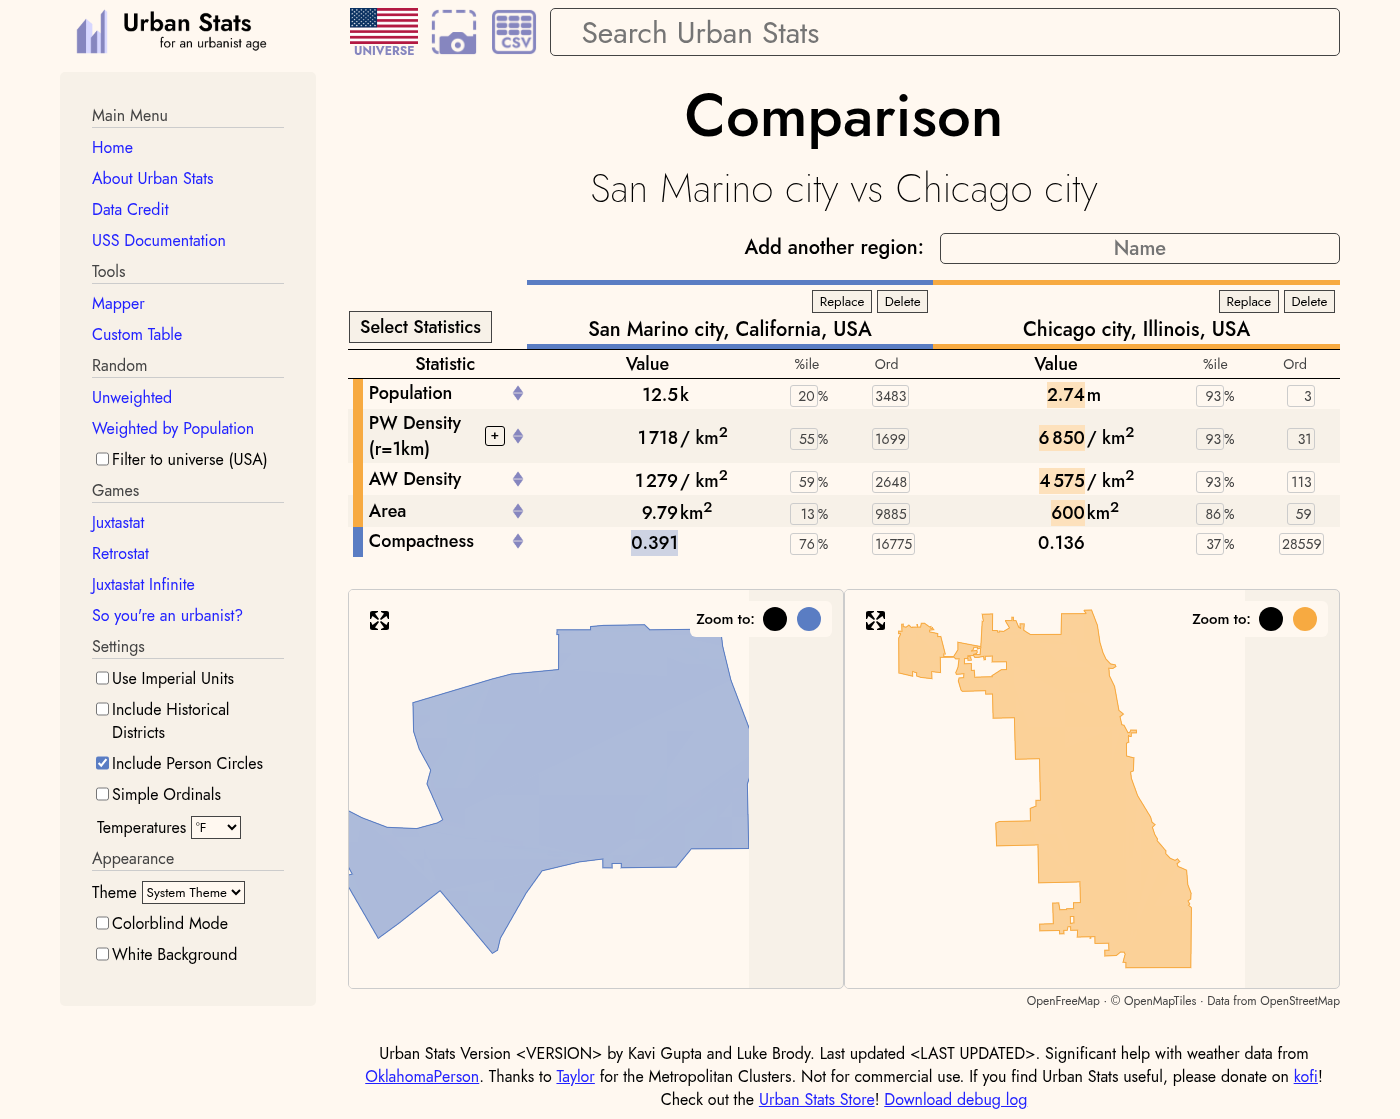 Urban Stats
for an urbanist age
UNIVERSE
CSV
Search Urban Stats
Main Menu
Home
About Urban Stats
Data Credit
USS Documentation
Tools
Mapper
Custom Table
Random
Unweighted
Weighted by Population
Filter to universe (USA)
Games
Juxtastat
Retrostat
Juxtastat Infinite
So you're an urbanist?
Settings
Use Imperial Units
Include Historical
Districts
Include Person Circles
Simple Ordinals
Temperatures °F
Appearance
Theme System Theme
Colorblind Mode
White Background
Comparison
San Marino city vs Chicago city
Add another region: Name
Replace Delete Replace Delete
Select Statistics San Marino city, California, USA Chicago city, Illinois, USA
Statistic Value %ile Ord Value %ile Ord
Population 12.5k 20% 3483 2.74m 93% 3
PW Density
(r=1km) + 1 718 / km² 55% 1699 6 850 / km² 93% 31
AW Density 1 279 / km² 59% 2648 4 575 / km² 93% 113
Area 9.79 km² 13% 9885 600 km² 86% 59
Compactness 0.391 76% 16775 0.136 37% 28559
Zoom to: Zoom to:
OpenFreeMap · © OpenMapTiles · Data from OpenStreetMap
Urban Stats Version <VERSION> by Kavi Gupta and Luke Brody. Last updated <LAST UPDATED>. Significant help with weather data from
OklahomaPerson. Thanks to Taylor for the Metropolitan Clusters. Not for commercial use. If you find Urban Stats useful, please donate on kofi!
Check out the Urban Stats Store! Download debug log